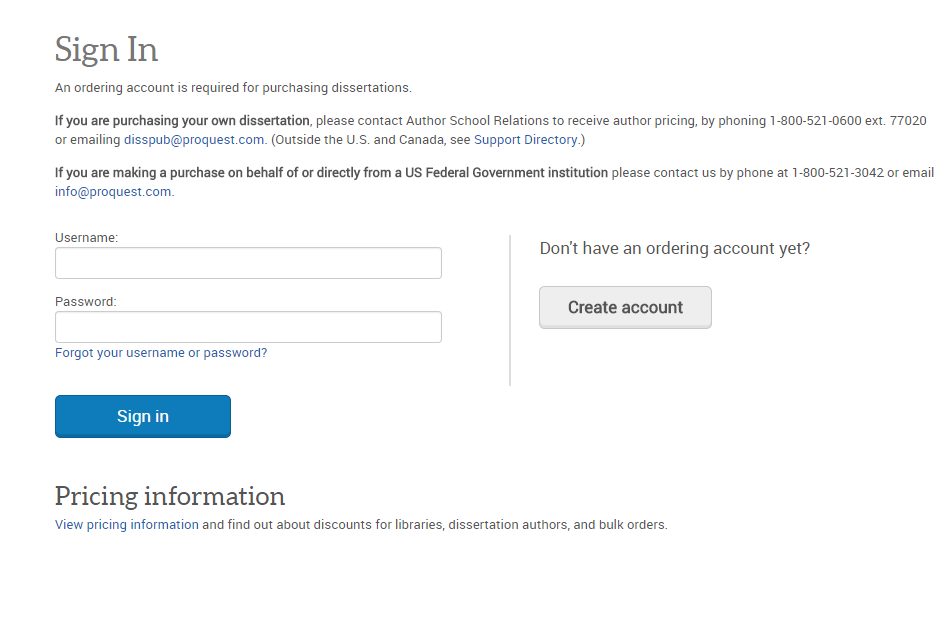 Sign In
An ordering account is required for purchasing dissertations.
If you are purchasing your own dissertation, please contact Author School Relations to receive author pricing, by phoning 1-800-521-0600 ext. 77020
or emailing disspub@proquest.com. (Outside the U.S. and Canada, see Support Directory.)
If you are making a purchase on behalf of or directly from a US Federal Government institution please contact us by phone at 1-800-521-3042 or email
info@proquest.com.
Username:
Password:
Forgot your username or password?
Sign in
Don't have an ordering account yet?
Create account
Pricing information
View pricing information and find out about discounts for libraries, dissertation authors, and bulk orders.